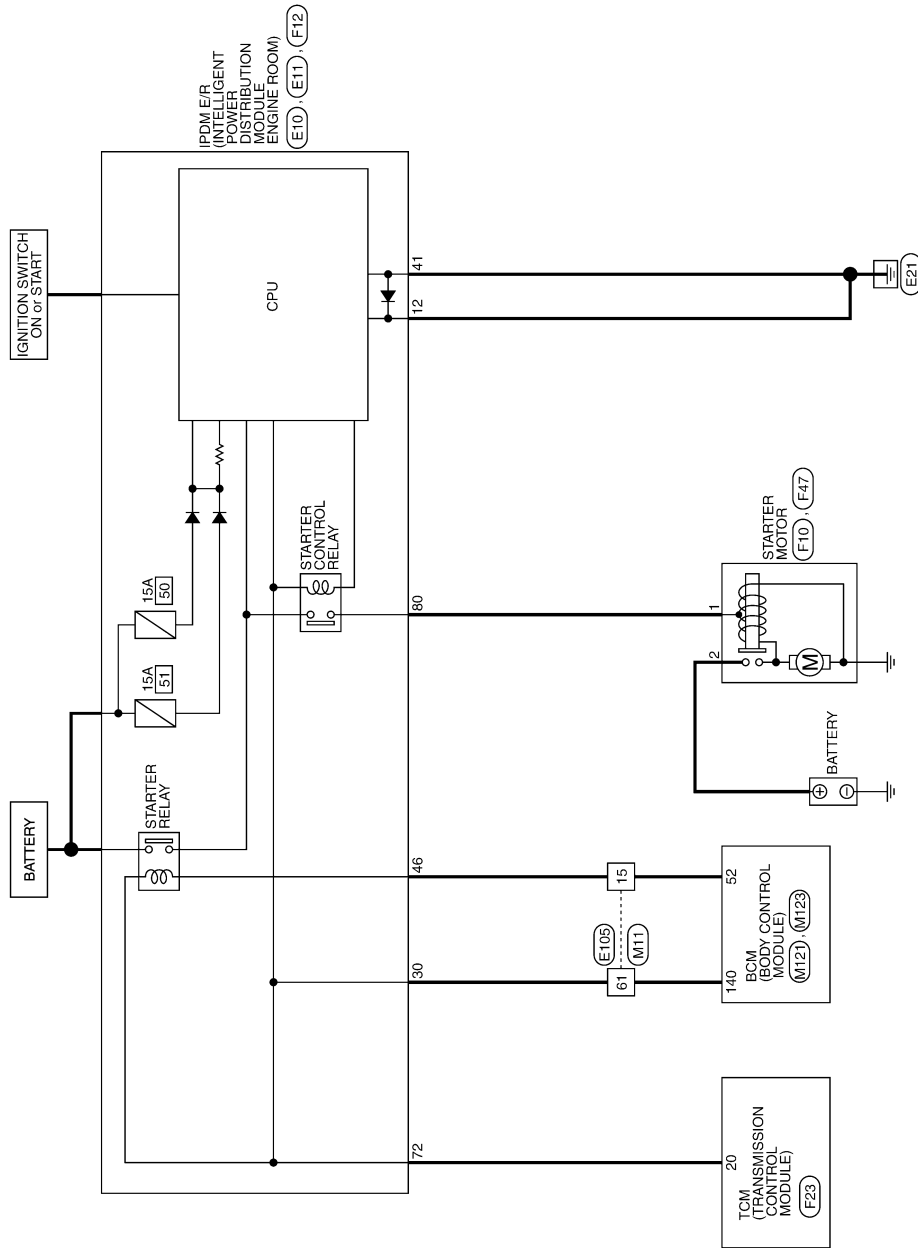 BATTERY
IGNITION SWITCH
ON or START
STARTER
RELAY
15A
51
15A
50
IPDM E/R
(INTELLIGENT
POWER
DISTRIBUTION
MODULE
ENGINE ROOM)
E10 , E11 , F12
CPU
STARTER
CONTROL
RELAY
72
30
46
80
12
41
E105
M11
61
15
20
TCM
(TRANSMISSION
CONTROL
MODULE)
F23
140
52
BCM
(BODY CONTROL
MODULE)
M121 , M123
BATTERY
2
1
M
STARTER
MOTOR
F10 , F47
E21